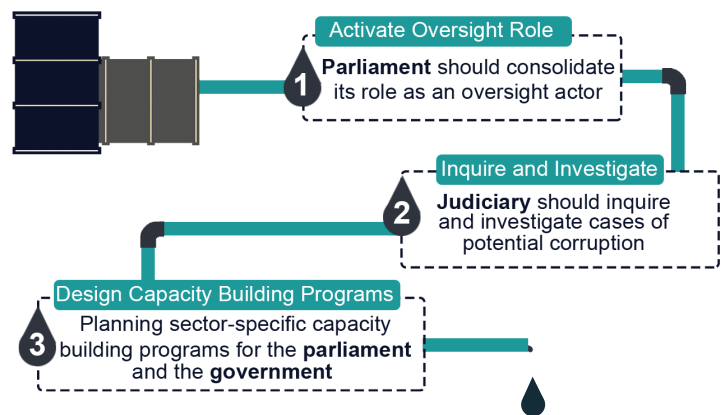 Activate Oversight Role
1
Parliament should consolidate
its role as an oversight actor
Inquire and Investigate
2
Judiciary should inquire
and investigate cases of
potential corruption
Design Capacity Building Programs
3
Planning sector-specific capacity
building programs for the parliament
and the government